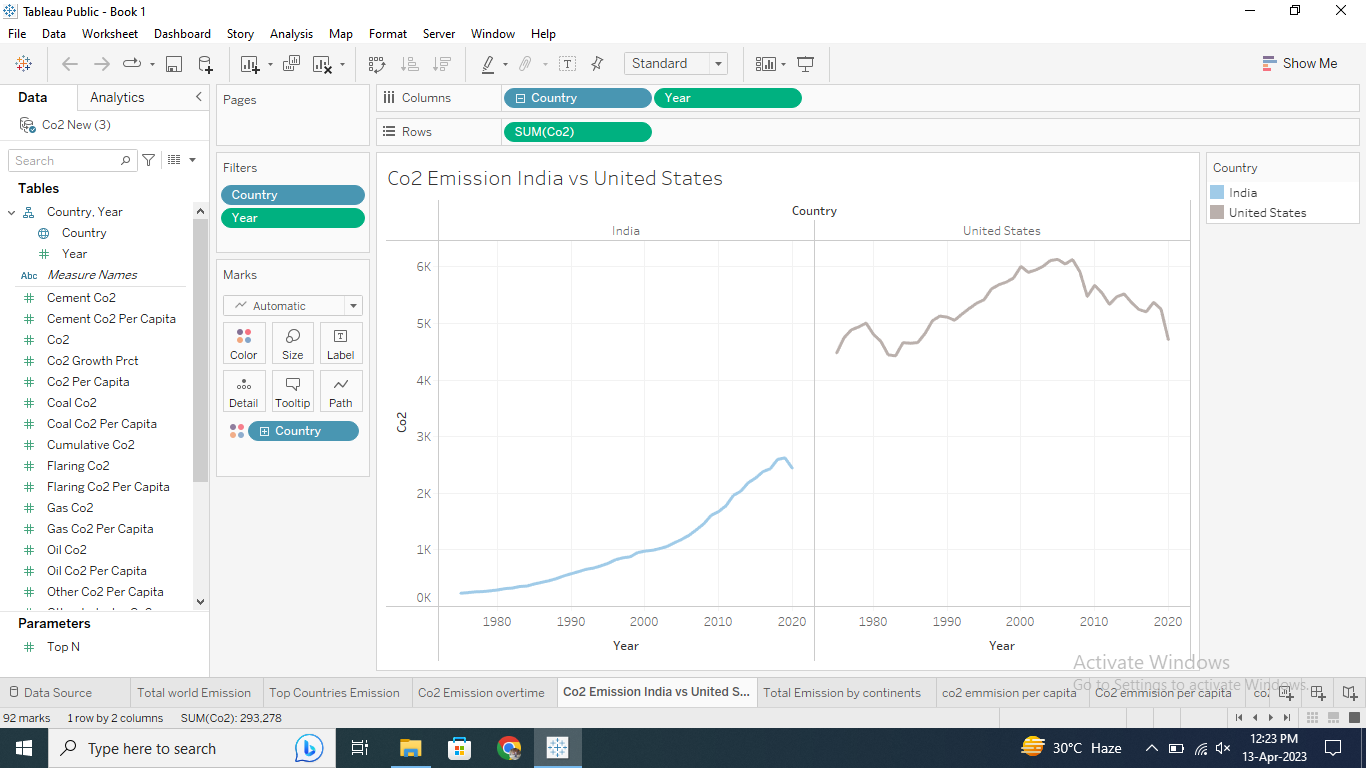 Tableau Public - Book 1
File Data Worksheet Dashboard Story Analysis Map Format Server Window Help
Standard
Show Me
Data Analytics
Co2 New (3)
Search
Tables
Country, Year
Country
Year
Abc Measure Names
Cement Co2
Cement Co2 Per Capita
Co2
Co2 Growth Prct
Co2 Per Capita
Coal Co2
Coal Co2 Per Capita
Cumulative Co2
Flaring Co2
Flaring Co2 Per Capita
Gas Co2
Gas Co2 Per Capita
Oil Co2
Oil Co2 Per Capita
Other Co2 Per Capita
Parameters
Top N
Pages
Filters
Country
Year
Marks
Automatic
Color Size Label
Detail Tooltip Path
Country
Columns Country Year
Rows SUM(Co2)
Co2 Emission India vs United States
Country
India United States
6K
5K
4K
3K
2K
1K
0K
Co2
1980 1990 2000 2010 2020 1980 1990 2000 2010 2020
Year Year
Country
India
United States
Activate Windows
Go to Settings to activate Windows.
Data Source Total world Emission Top Countries Emission Co2 Emission overtime Co2 Emission India vs United S... Total Emission by continents co2 emmision per capita Co2 emmision per capita co.
92 marks 1 row by 2 columns SUM(Co2): 293,278
Type here to search
30°C Haze
12:23 PM
13-Apr-2023